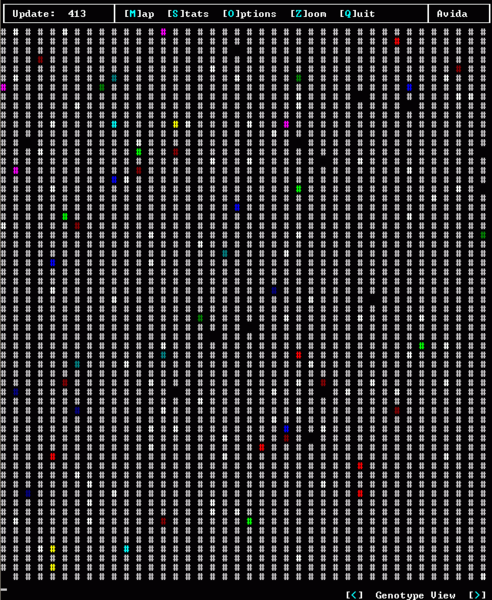 Update: 413 [M]ap [S]tats [O]ptions [Z]oom [Q]uit Avida
[<] Genotype View [>]